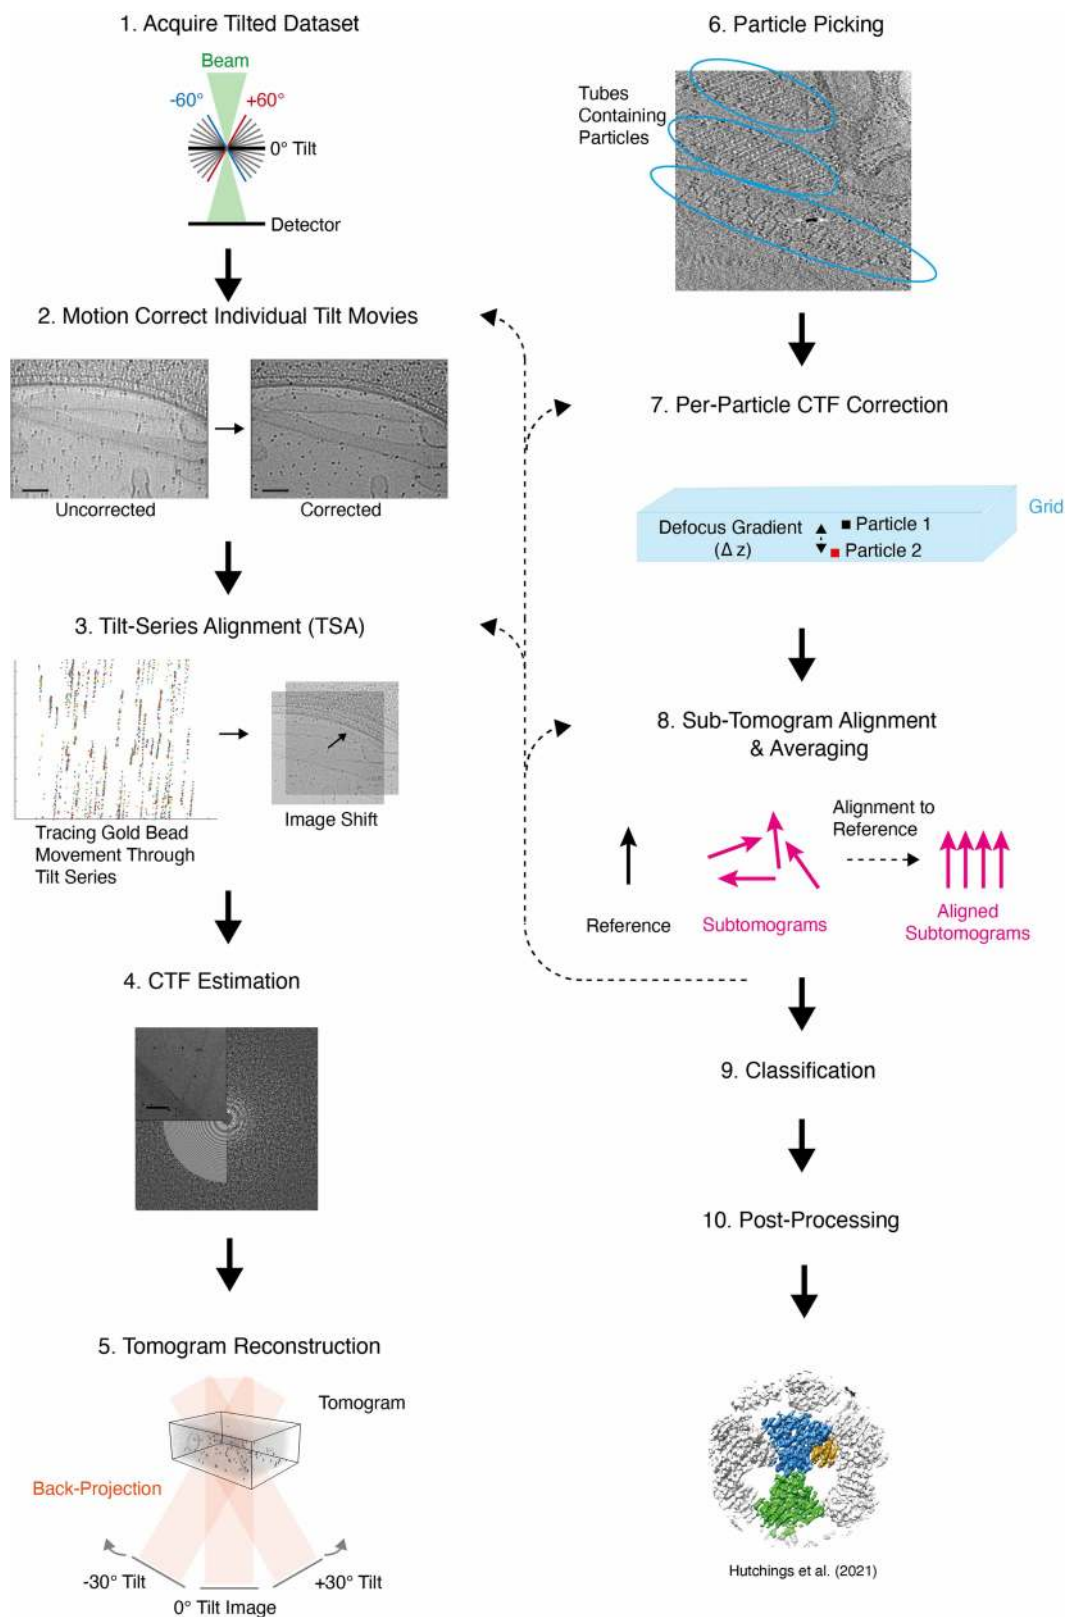 1. Acquire Tilted Dataset
Beam
-60°
+60°
0° Tilt
Detector
2. Motion Correct Individual Tilt Movies
Uncorrected
Corrected
3. Tilt-Series Alignment (TSA)
Tracing Gold Bead
Movement Through
Tilt Series
Image Shift
4. CTF Estimation
5. Tomogram Reconstruction
Tomogram
Back-Projection
-30° Tilt
+30° Tilt
0° Tilt Image
6. Particle Picking
Tubes
Containing
Particles
7. Per-Particle CTF Correction
Grid
Defocus Gradient
(Δ z)
Particle 1
Particle 2
8. Sub-Tomogram Alignment
& Averaging
Alignment to
Reference
Reference
Subtomograms
Aligned
Subtomograms
9. Classification
10. Post-Processing
Hutchings et al. (2021)